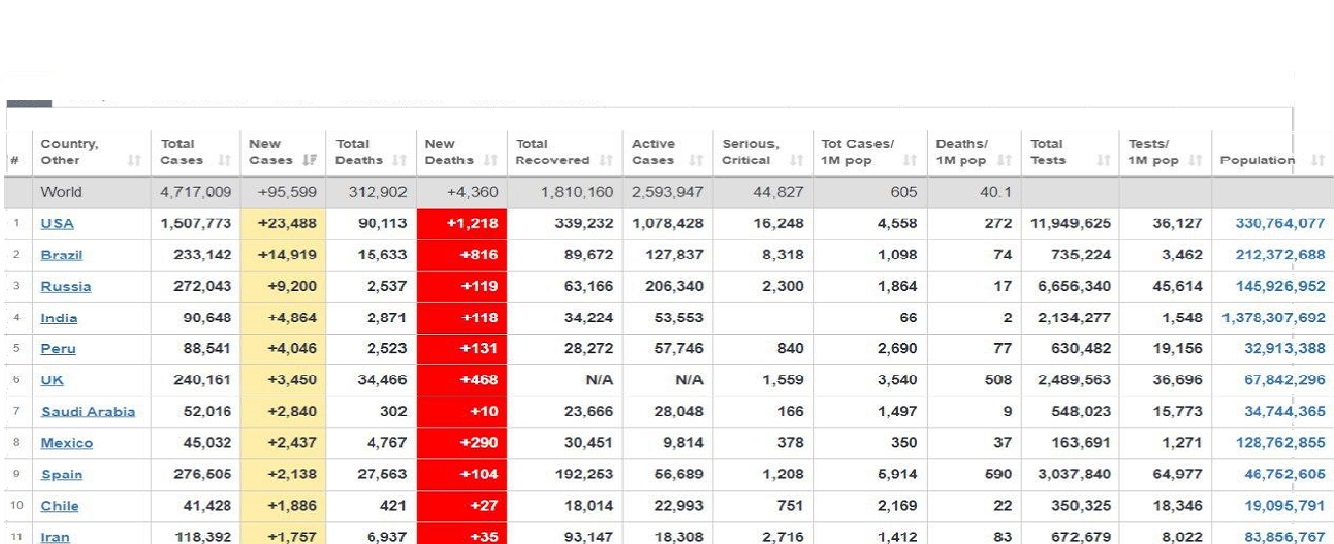 # Country, Other Total Cases New Cases Total Deaths New Deaths Total Recovered Active Cases Serious, Critical Tot Cases/ 1M pop Deaths/ 1M pop Total Tests Tests/ 1M pop Population
World 4,717,009 +95,599 312,902 +4,360 1,810,160 2,593,947 44,827 605 40.1
1 USA 1,507,773 +23,488 90,113 +1,218 339,232 1,078,428 16,248 4,558 272 11,949,625 36,127 330,764,077
2 Brazil 233,142 +14,919 15,633 +816 89,672 127,837 8,318 1,098 74 735,224 3,462 212,372,688
3 Russia 272,043 +9,200 2,537 +119 63,166 206,340 2,300 1,864 17 6,656,340 45,614 145,926,952
4 India 90,648 +4,864 2,871 +118 34,224 53,553 66 2 2,134,277 1,548 1,378,307,692
5 Peru 88,541 +4,046 2,523 +131 28,272 57,746 840 2,690 77 630,482 19,156 32,913,388
6 UK 240,161 +3,450 34,466 +468 N/A N/A 1,559 3,540 508 2,489,563 36,696 67,842,296
7 Saudi Arabia 52,016 +2,840 302 +10 23,666 28,048 166 1,497 9 548,023 15,773 34,744,365
8 Mexico 45,032 +2,437 4,767 +290 30,451 9,814 378 350 37 163,691 1,271 128,762,855
9 Spain 276,505 +2,138 27,563 +104 192,253 56,689 1,208 5,914 590 3,037,840 64,977 46,752,605
10 Chile 41,428 +1,886 421 +27 18,014 22,993 751 2,169 22 350,325 18,346 19,095,791
11 Iran 118,392 +1,757 6,937 +35 93,147 18,308 2,716 1,412 83 672,679 8,022 83,856,767